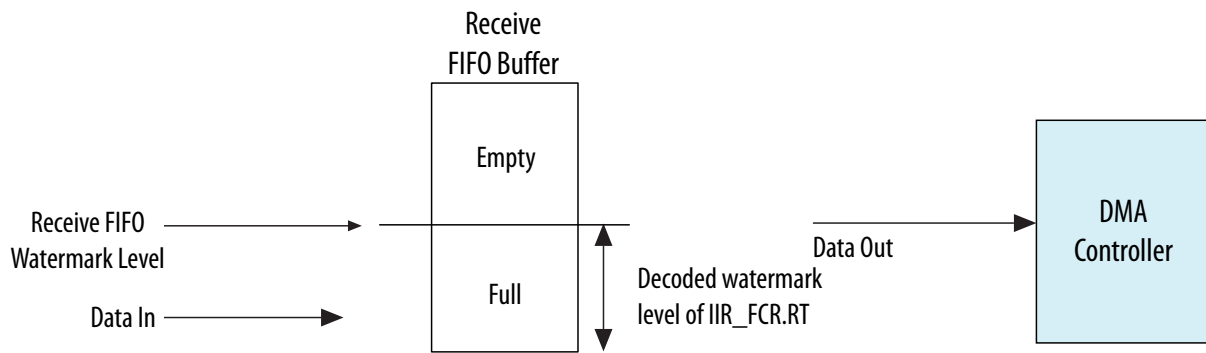 Receive
FIFO Buffer
Empty
Receive FIFO
Watermark Level
Data In
Full
Decoded watermark
level of IIR_FCR.RT
Data Out
DMA
Controller